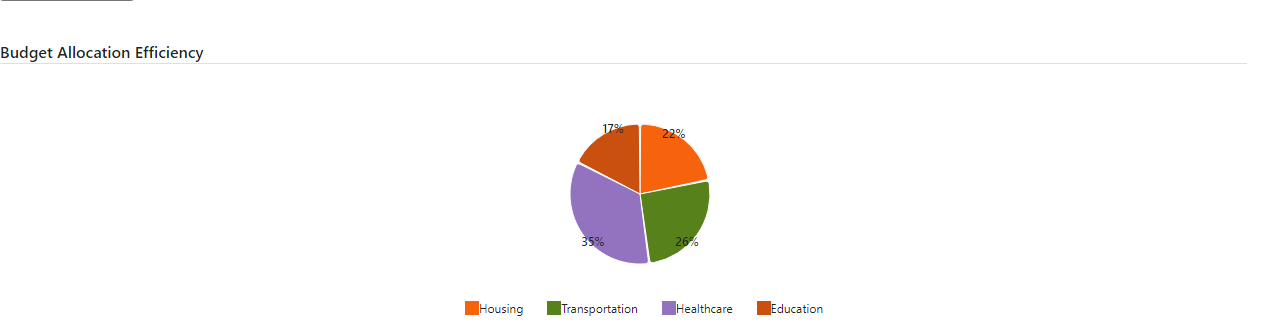 Budget Allocation Efficiency
17%
22%
35%
26%
Housing Transportation Healthcare Education